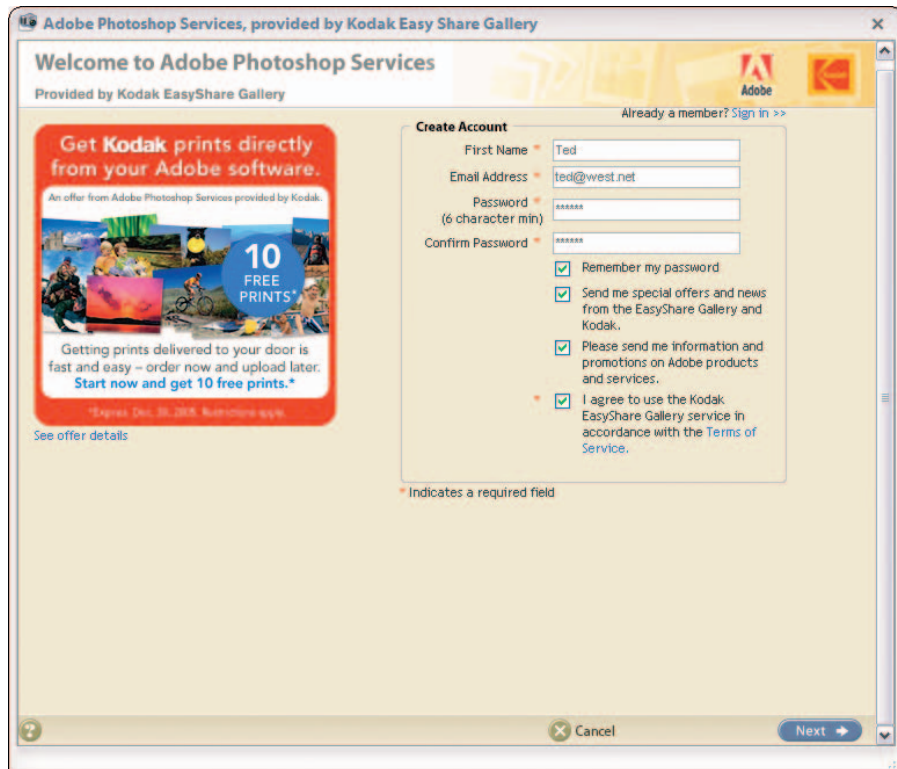 Adobe Photoshop Services, provided by Kodak Easy Share Gallery
Welcome to Adobe Photoshop Services
Provided by Kodak EasyShare Gallery
Adobe
Already a member? Sign in >>
Get Kodak prints directly
from your Adobe software.
An offer from Adobe Photoshop Services provided by Kodak.
10
FREE
PRINTS*
Getting prints delivered to your door is
fast and easy – order now and upload later.
Start now and get 10 free prints.*
*Expires Dec. 30, 2005. Restrictions apply.
See offer details
Create Account
First Name * Ted
Email Address * ted@west.net
Password *
(6 character min) ******
Confirm Password * ******
Remember my password
Send me special offers and news
from the EasyShare Gallery and
Kodak.
Please send me information and
promotions on Adobe products
and services.
* I agree to use the Kodak
EasyShare Gallery service in
accordance with the Terms of
Service.
* Indicates a required field
? Cancel Next